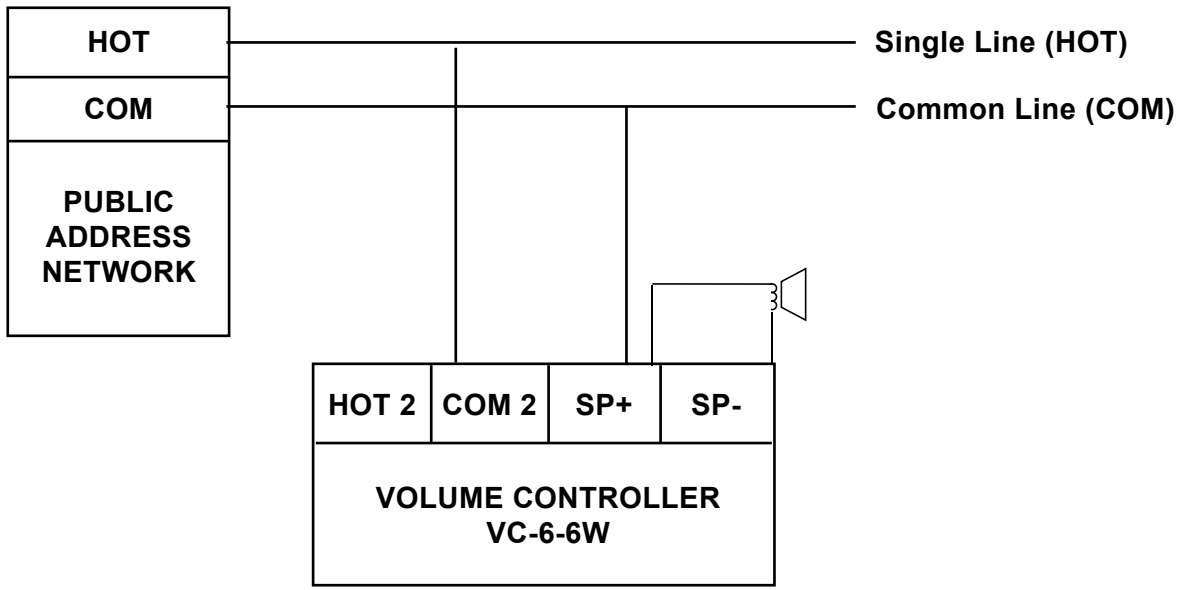 HOT
Single Line (HOT)
COM
Common Line (COM)
PUBLIC
ADDRESS
NETWORK
HOT 2
COM 2
SP+
SP-
VOLUME CONTROLLER
VC-6-6W